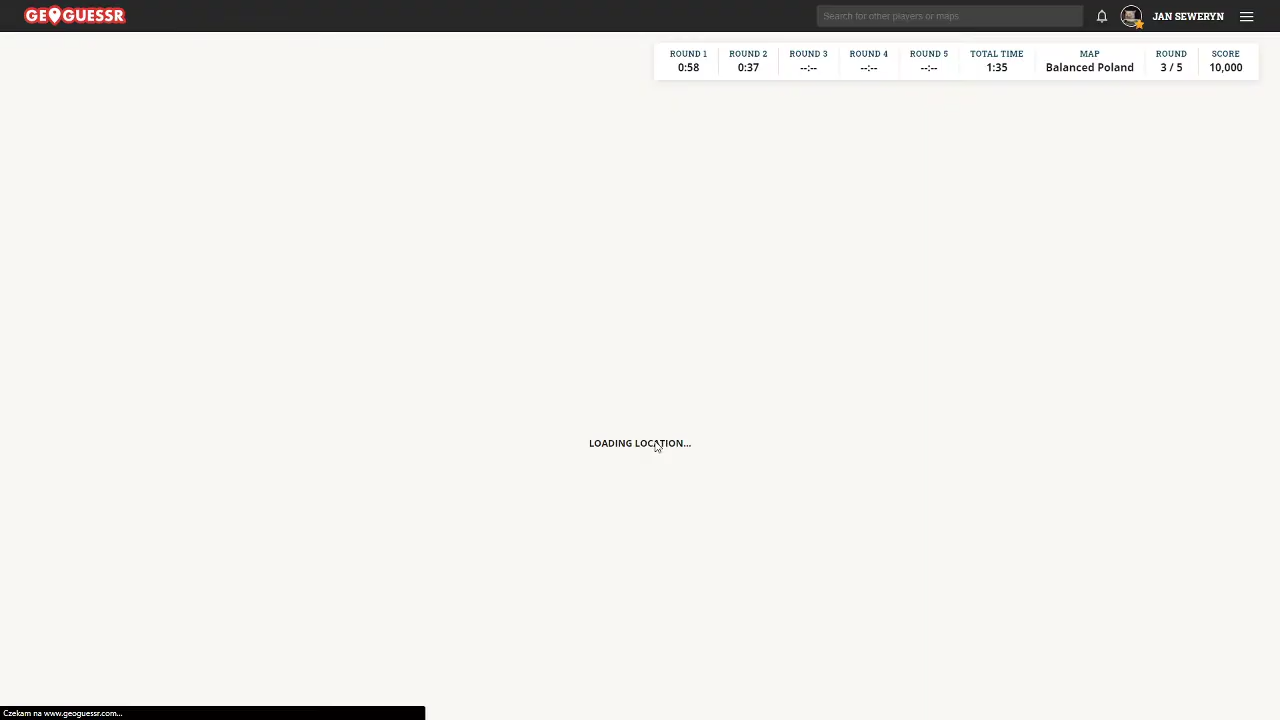 GEOGUESSR
Search for other players or maps
JAN SEWERYN
ROUND 1 ROUND 2 ROUND 3 ROUND 4 ROUND 5 TOTAL TIME MAP ROUND SCORE
0:58 0:37 --:-- --:-- --:-- 1:35 Balanced Poland 3 / 5 10,000
LOADING LOCATION...
Czekam na www.geoguessr.com...